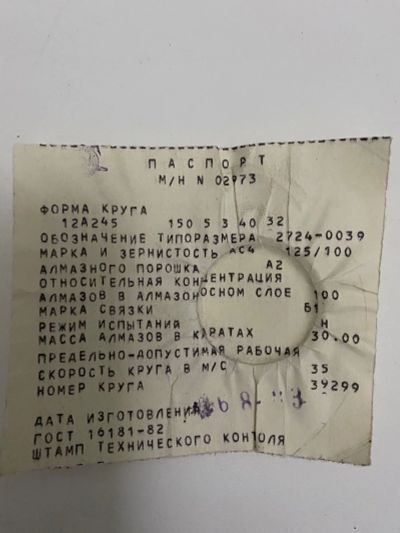 ПАСПОРТ
М/Н N 02973
ФОРМА КРУГА
12А245 150 5 3 40 32
ОБОЗНАЧЕНИЕ ТИПОРАЗМЕРА 2724-0039
МАРКА И ЗЕРНИСТОСТЬ АС4 125/100
АЛМАЗНОГО ПОРОШКА А2
ОТНОСИТЕЛЬНАЯ КОНЦЕНТРАЦИЯ
АЛМАЗОВ В АЛМАЗОНОСНОМ СЛОЕ 100
МАРКА СВЯЗКИ Б1
РЕЖИМ ИСПЫТАНИЙ Н
МАССА АЛМАЗОВ В КАРАТАХ 30.00
ПРЕДЕЛЬНО-ДОПУСТИМАЯ РАБОЧАЯ
СКОРОСТЬ КРУГА В М/С 35
НОМЕР КРУГА 39299
ДАТА ИЗГОТОВЛЕНИЯ
ГОСТ 16181-82
ШТАМП ТЕХНИЧЕСКОГО КОНТОЛЯ